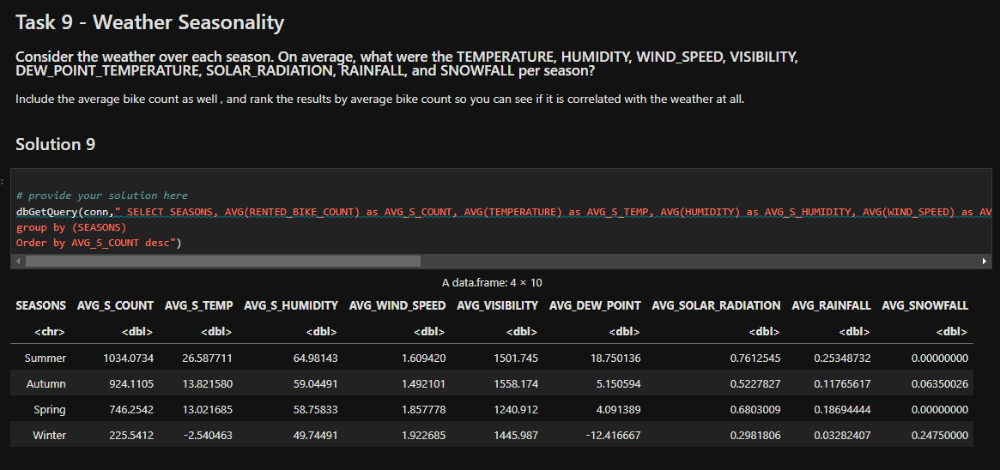 Task 9 - Weather Seasonality
Consider the weather over each season. On average, what were the TEMPERATURE, HUMIDITY, WIND_SPEED, VISIBILITY,
DEW_POINT_TEMPERATURE, SOLAR_RADIATION, RAINFALL, and SNOWFALL per season?
Include the average bike count as well , and rank the results by average bike count so you can see if it is correlated with the weather at all.
Solution 9
# provide your solution here
dbGetQuery(conn," SELECT SEASONS, AVG(RENTED_BIKE_COUNT) as AVG_S_COUNT, AVG(TEMPERATURE) as AVG_S_TEMP, AVG(HUMIDITY) as AVG_S_HUMIDITY, AVG(WIND_SPEED) as AV
group by (SEASONS)
Order by AVG_S_COUNT desc")
A data.frame: 4 × 10
SEASONS AVG_S_COUNT AVG_S_TEMP AVG_S_HUMIDITY AVG_WIND_SPEED AVG_VISIBILITY AVG_DEW_POINT AVG_SOLAR_RADIATION AVG_RAINFALL AVG_SNOWFALL
<chr> <dbl> <dbl> <dbl> <dbl> <dbl> <dbl> <dbl> <dbl> <dbl>
Summer 1034.0734 26.587711 64.98143 1.609420 1501.745 18.750136 0.7612545 0.25348732 0.00000000
Autumn 924.1105 13.821580 59.04491 1.492101 1558.174 5.150594 0.5227827 0.11765617 0.06350026
Spring 746.2542 13.021685 58.75833 1.857778 1240.912 4.091389 0.6803009 0.18694444 0.00000000
Winter 225.5412 -2.540463 49.74491 1.922685 1445.987 -12.416667 0.2981806 0.03282407 0.24750000